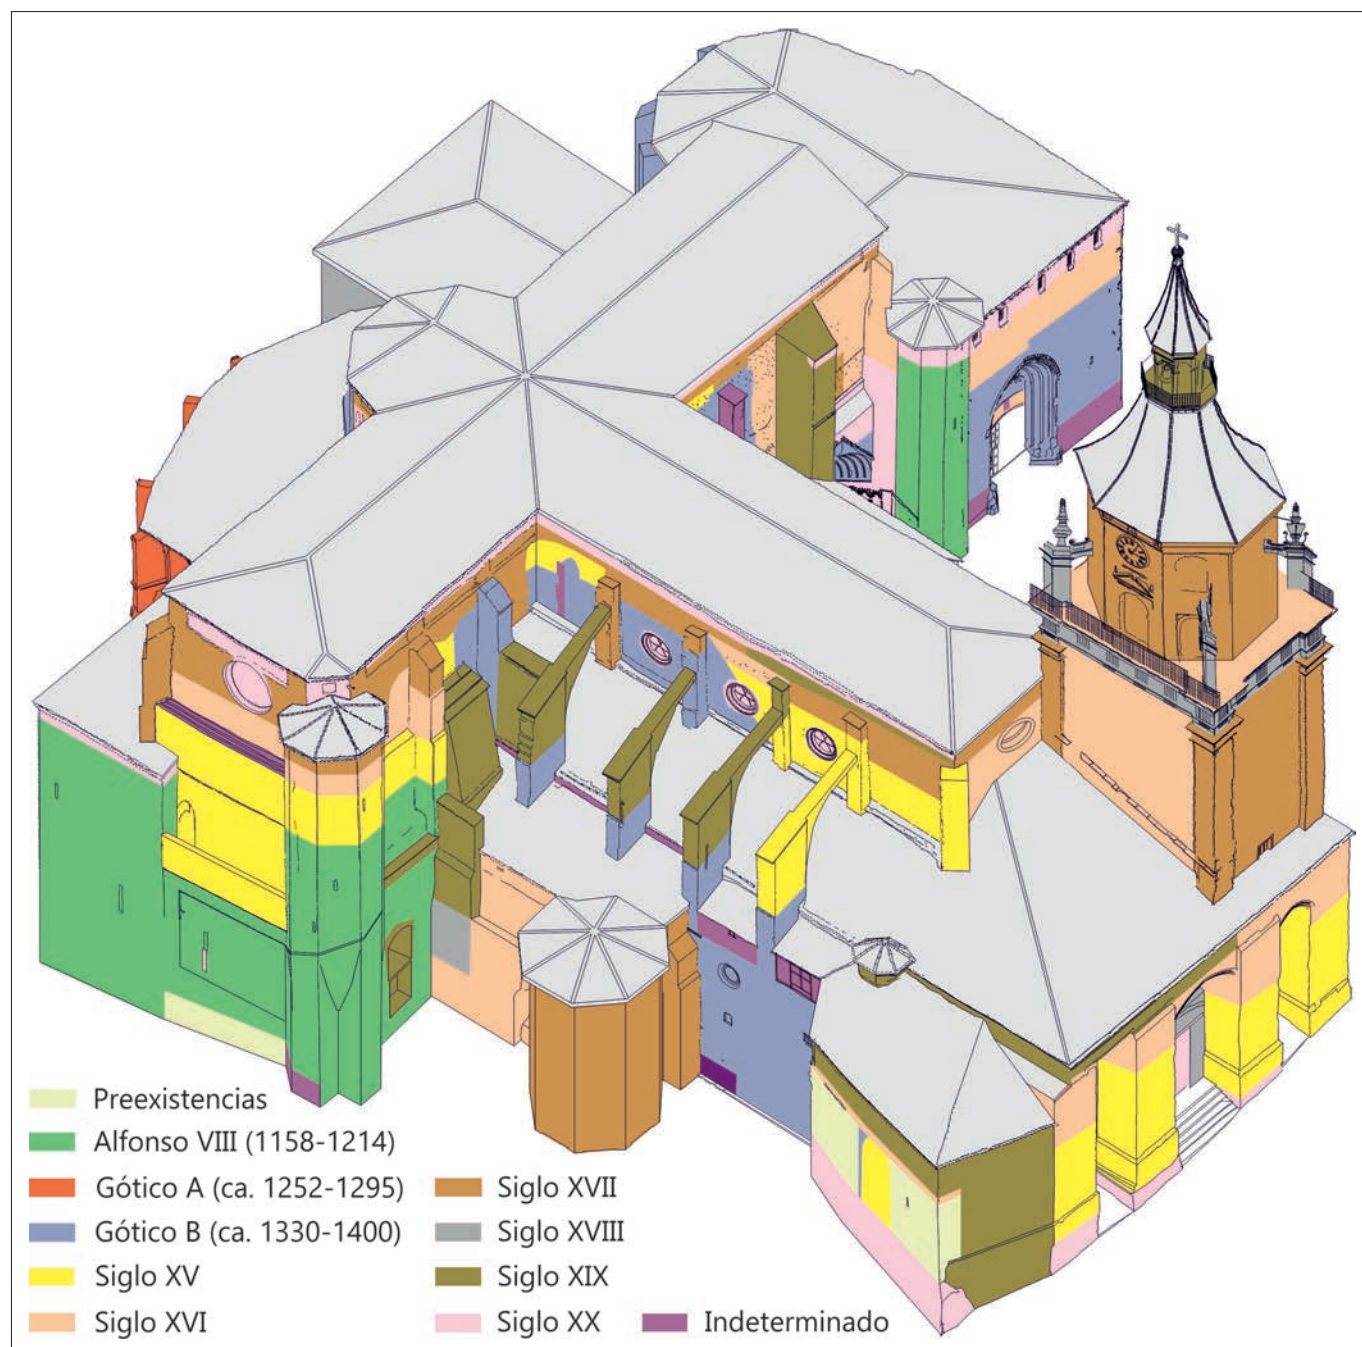 Preexistencias
Alfonso VIII (1158-1214)
Gótico A (ca. 1252-1295)
Gótico B (ca. 1330-1400)
Siglo XV
Siglo XVI
Siglo XVII
Siglo XVIII
Siglo XIX
Siglo XX
Indeterminado